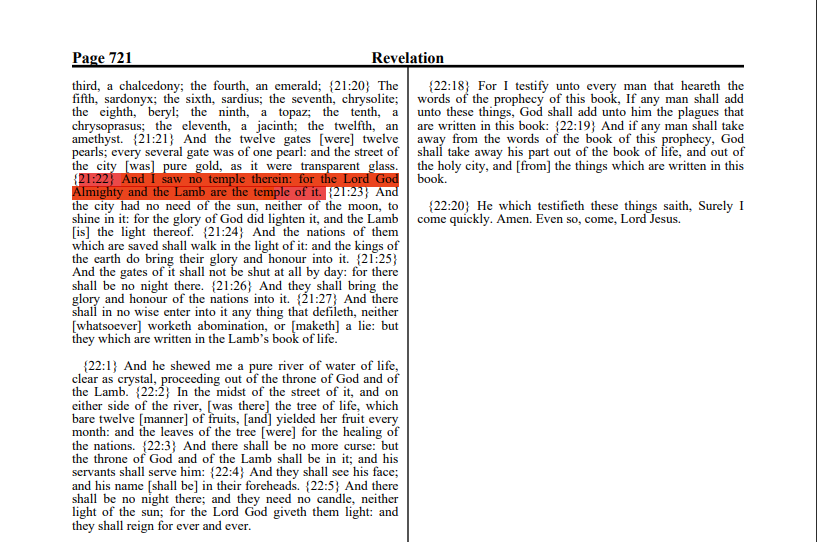 Page 721
Revelation
third, a chalcedony; the fourth, an emerald; {21:20} The
fifth, sardonyx; the sixth, sardius; the seventh, chrysolite;
the eighth, beryl; the ninth, a topaz; the tenth, a
chrysoprasus; the eleventh, a jacinth; the twelfth, an
amethyst. {21:21} And the twelve gates [were] twelve
pearls; every several gate was of one pearl: and the street of
the city [was] pure gold, as it were transparent glass.
{21:22} And I saw no temple therein: for the Lord God
Almighty and the Lamb are the temple of it. {21:23} And
the city had no need of the sun, neither of the moon, to
shine in it: for the glory of God did lighten it, and the Lamb
[is] the light thereof. {21:24} And the nations of them
which are saved shall walk in the light of it: and the kings of
the earth do bring their glory and honour into it. {21:25}
And the gates of it shall not be shut at all by day: for there
shall be no night there. {21:26} And they shall bring the
glory and honour of the nations into it. {21:27} And there
shall in no wise enter into it any thing that defileth, neither
[whatsoever] worketh abomination, or [maketh] a lie: but
they which are written in the Lamb's book of life.
{22:1} And he shewed me a pure river of water of life,
clear as crystal, proceeding out of the throne of God and of
the Lamb. {22:2} In the midst of the street of it, and on
either side of the river, [was there] the tree of life, which
bare twelve [manner] of fruits, [and] yielded her fruit every
month: and the leaves of the tree [were] for the healing of
the nations. {22:3} And there shall be no more curse: but
the throne of God and of the Lamb shall be in it; and his
servants shall serve him: {22:4} And they shall see his face;
and his name [shall be] in their foreheads. {22:5} And there
shall be no night there; and they need no candle, neither
light of the sun; for the Lord God giveth them light: and
they shall reign for ever and ever.
{22:18} For I testify unto every man that heareth the
words of the prophecy of this book, If any man shall add
unto these things, God shall add unto him the plagues that
are written in this book: {22:19} And if any man shall take
away from the words of the book of this prophecy, God
shall take away his part out of the book of life, and out of
the holy city, and [from] the things which are written in this
book.
{22:20} He which testifieth these things saith, Surely I
come quickly. Amen. Even so, come, Lord Jesus.